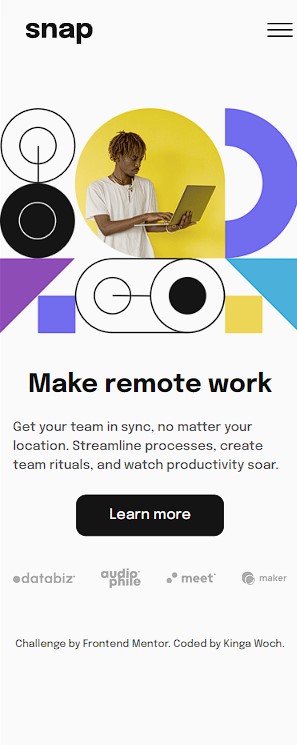 snap
Make remote work
Get your team in sync, no matter your
location. Streamline processes, create
team rituals, and watch productivity soar.
Learn more
databiz
audiophile
meet
maker
Challenge by Frontend Mentor. Coded by Kinga Woch.